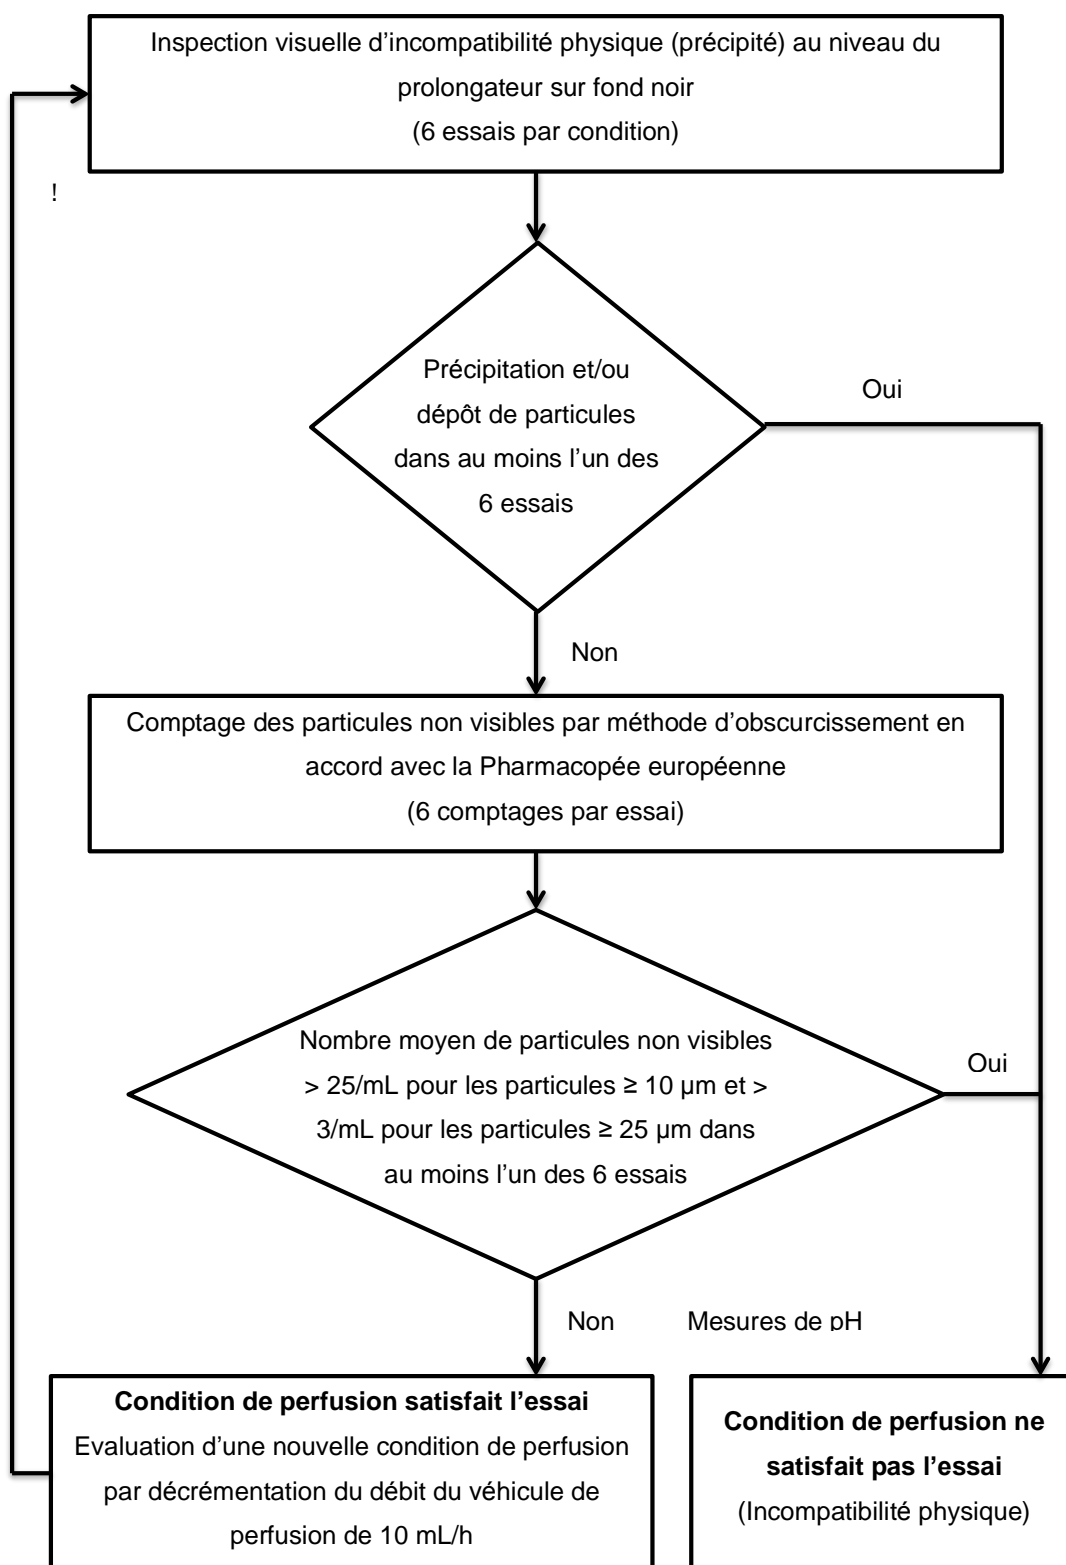 Inspection visuelle d’incompatibilité physique (précipité) au niveau du
prolongateur sur fond noir
(6 essais par condition)
!
Précipitation et/ou
dépôt de particules
dans au moins l’un des
6 essais
Oui
Non
Comptage des particules non visibles par méthode d’obscurcissement en
accord avec la Pharmacopée européenne
(6 comptages par essai)
Nombre moyen de particules non visibles
> 25/mL pour les particules ≥ 10 µm et >
3/mL pour les particules ≥ 25 µm dans
au moins l’un des 6 essais
Oui
Non
Mesures de pH
Condition de perfusion satisfait l’essai
Evaluation d’une nouvelle condition de perfusion
par décrémentation du débit du véhicule de
perfusion de 10 mL/h
Condition de perfusion ne
satisfait pas l’essai
(Incompatibilité physique)